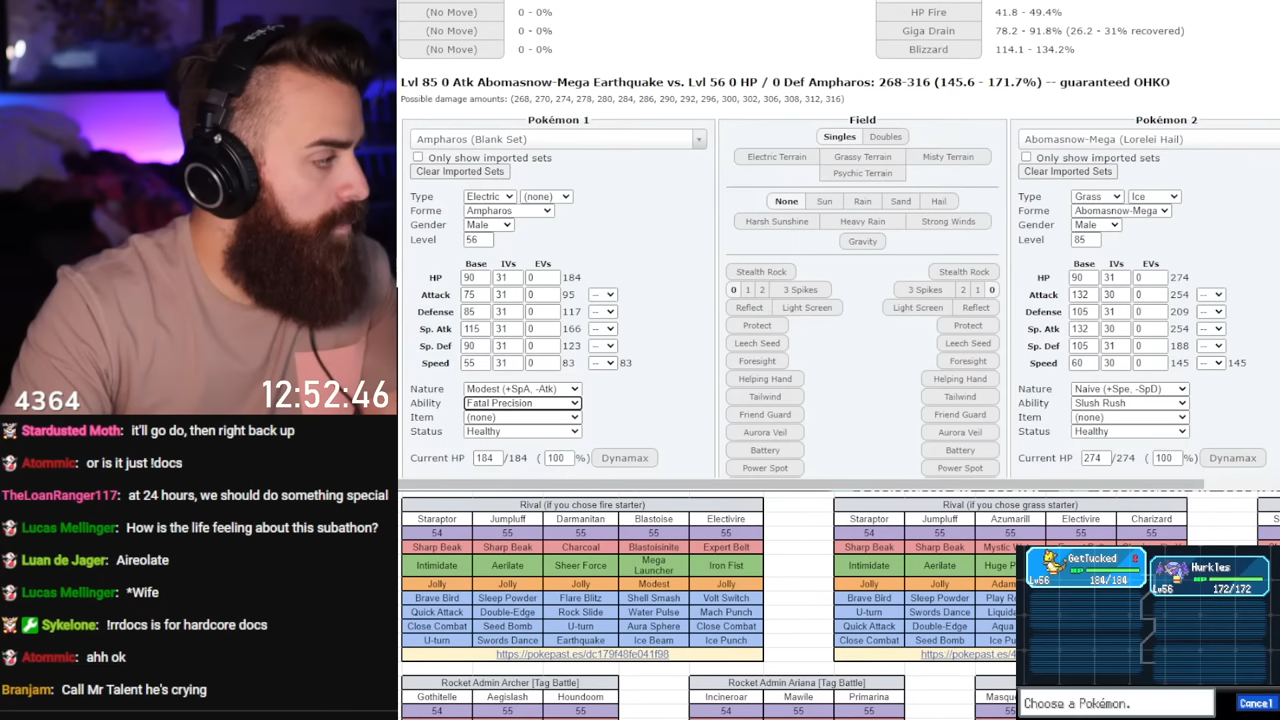 (No Move) 0 - 0%
(No Move) 0 - 0%
(No Move) 0 - 0%
HP Fire 41.8 - 49.4%
Giga Drain 78.2 - 91.8% (26.2 - 31% recovered)
Blizzard 114.1 - 134.2%
Lvl 85 0 Atk Abomasnow-Mega Earthquake vs. Lvl 56 0 HP / 0 Def Ampharos: 268-316 (145.6 - 171.7%) -- guaranteed OHKO
Possible damage amounts: (268, 270, 274, 278, 280, 284, 286, 290, 292, 296, 300, 302, 306, 308, 312, 316)
Pokémon 1
Ampharos (Blank Set)
Only show imported sets
Clear Imported Sets
Type Electric (none)
Forme Ampharos
Gender Male
Level 56
Base IVs EVs
HP 90 31 0 184
Attack 75 31 0 95 --
Defense 85 31 0 117 --
Sp. Atk 115 31 0 166 --
Sp. Def 90 31 0 123 --
Speed 55 31 0 83 -- 83
Nature Modest (+SpA, -Atk)
Ability Fatal Precision
Item (none)
Status Healthy
Current HP 184 /184 ( 100 %) Dynamax
Field
Singles Doubles
Electric Terrain Grassy Terrain Misty Terrain
Psychic Terrain
None Sun Rain Sand Hail
Harsh Sunshine Heavy Rain Strong Winds
Gravity
Stealth Rock Stealth Rock
0 1 2 3 Spikes 3 Spikes 2 1 0
Reflect Light Screen Light Screen Reflect
Protect Protect
Leech Seed Leech Seed
Foresight Foresight
Helping Hand Helping Hand
Tailwind Tailwind
Friend Guard Friend Guard
Aurora Veil Aurora Veil
Battery Battery
Power Spot Power Spot
Pokémon 2
Abomasnow-Mega (Lorelei Hail)
Only show imported sets
Clear Imported Sets
Type Grass Ice
Forme Abomasnow-Mega
Gender Male
Level 85
Base IVs EVs
HP 90 31 0 274
Attack 132 30 0 254 --
Defense 105 31 0 209 --
Sp. Atk 132 30 0 254 --
Sp. Def 105 31 0 188 --
Speed 60 30 0 145 -- 145
Nature Naive (+Spe, -SpD)
Ability Slush Rush
Item (none)
Status Healthy
Current HP 274 /274 ( 100 %) Dynamax
4364
12:52:46
Stardusted Moth: it'll go do, then right back up
Atommic: or is it just !docs
TheLoanRanger117: at 24 hours, we should do something special
Lucas Mellinger: How is the life feeling about this subathon?
Luan de Jager: Aireolate
Lucas Mellinger: *Wife
Sykelone: !rrdocs is for hardcore docs
Atommic: ahh ok
Branjam: Call Mr Talent he's crying
Rival (if you chose fire starter)
Staraptor Jumpluff Darmanitan Blastoise Electivire
54 55 55 55 55
Sharp Beak Sharp Beak Charcoal Blastoisinite Expert Belt
Intimidate Aerilate Sheer Force Mega Launcher Iron Fist
Jolly Jolly Jolly Modest Jolly
Brave Bird Sleep Powder Flare Blitz Shell Smash Volt Switch
Quick Attack Double-Edge Rock Slide Water Pulse Mach Punch
Close Combat Seed Bomb U-turn Aura Sphere Close Combat
U-turn Swords Dance Earthquake Ice Beam Ice Punch
https://pokepast.es/dc179f48fe041f98
Rival (if you chose grass starter)
Staraptor Jumpluff Azumarill Electivire Charizard
54 55 55
Sharp Beak Sharp Beak
Intimidate Aerilate
Jolly Jolly
Brave Bird Sleep Powder
U-turn Swords Dance
Quick Attack Double-Edge
Close Combat Seed Bomb
Rocket Admin Archer [Tag Battle]
Gothitelle Aegislash Houndoom
54 55 55
Rocket Admin Ariana [Tag Battle]
Incineroar Mawile Primarina
54 55 55
GetTucked
HP
Lv56 184/184
Hurkles
HP
Lv56 172/172
Choose a Pokémon.
Cancel